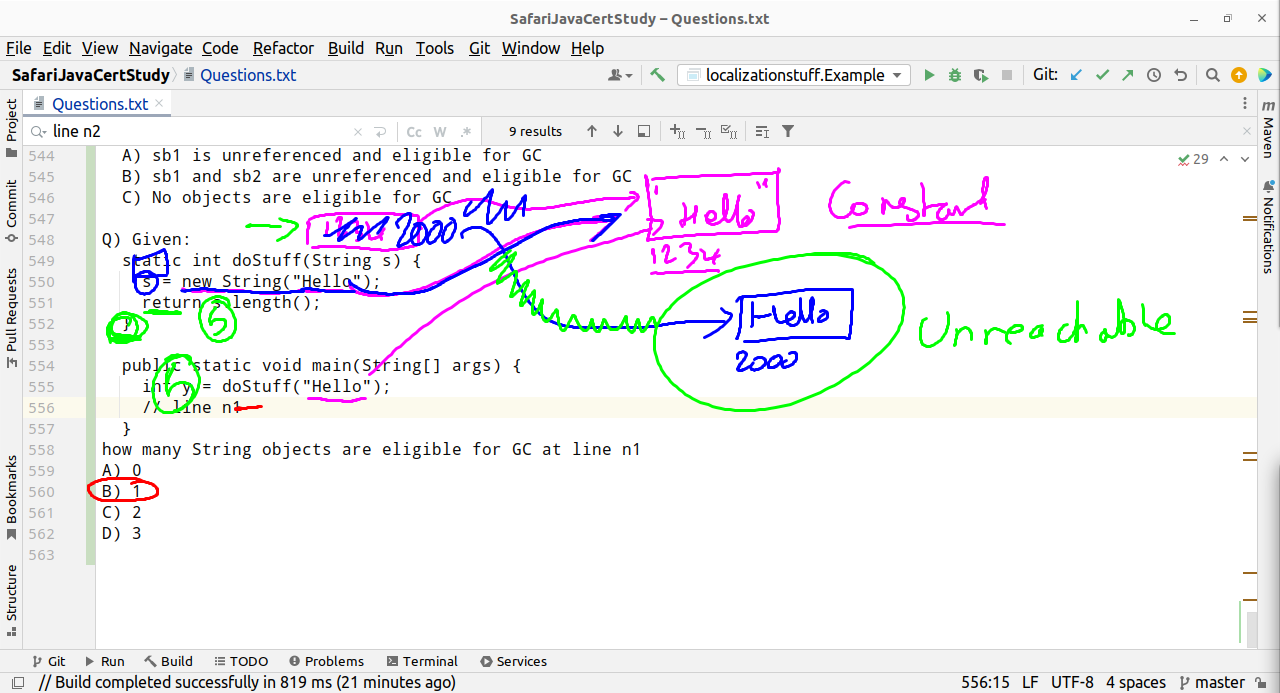 SafariJavaCertStudy – Questions.txt
File Edit View Navigate Code Refactor Build Run Tools Git Window Help
SafariJavaCertStudy Questions.txt localizationstuff.Example Git:
Project
Commit
Pull Requests
Bookmarks
Structure
Questions.txt
line n2 Cc W .* 9 results
m
Maven
Notifications
29
544 A) sb1 is unreferenced and eligible for GC
545 B) sb1 and sb2 are unreferenced and eligible for GC
546 C) No objects are eligible for GC
547
548 Q) Given:
549 static int doStuff(String s) {
550 s = new String("Hello");
551 return s.length();
552 }
553
554 public static void main(String[] args) {
555 int y = doStuff("Hello");
556 // line n1
557 }
558 how many String objects are eligible for GC at line n1
559 A) 0
560 B) 1
561 C) 2
562 D) 3
563
"Hello"
Constant
1234
2000
Hello
2000
Unreachable
5
5
Git Run Build TODO Problems Terminal Services
// Build completed successfully in 819 ms (21 minutes ago) 556:15 LF UTF-8 4 spaces master